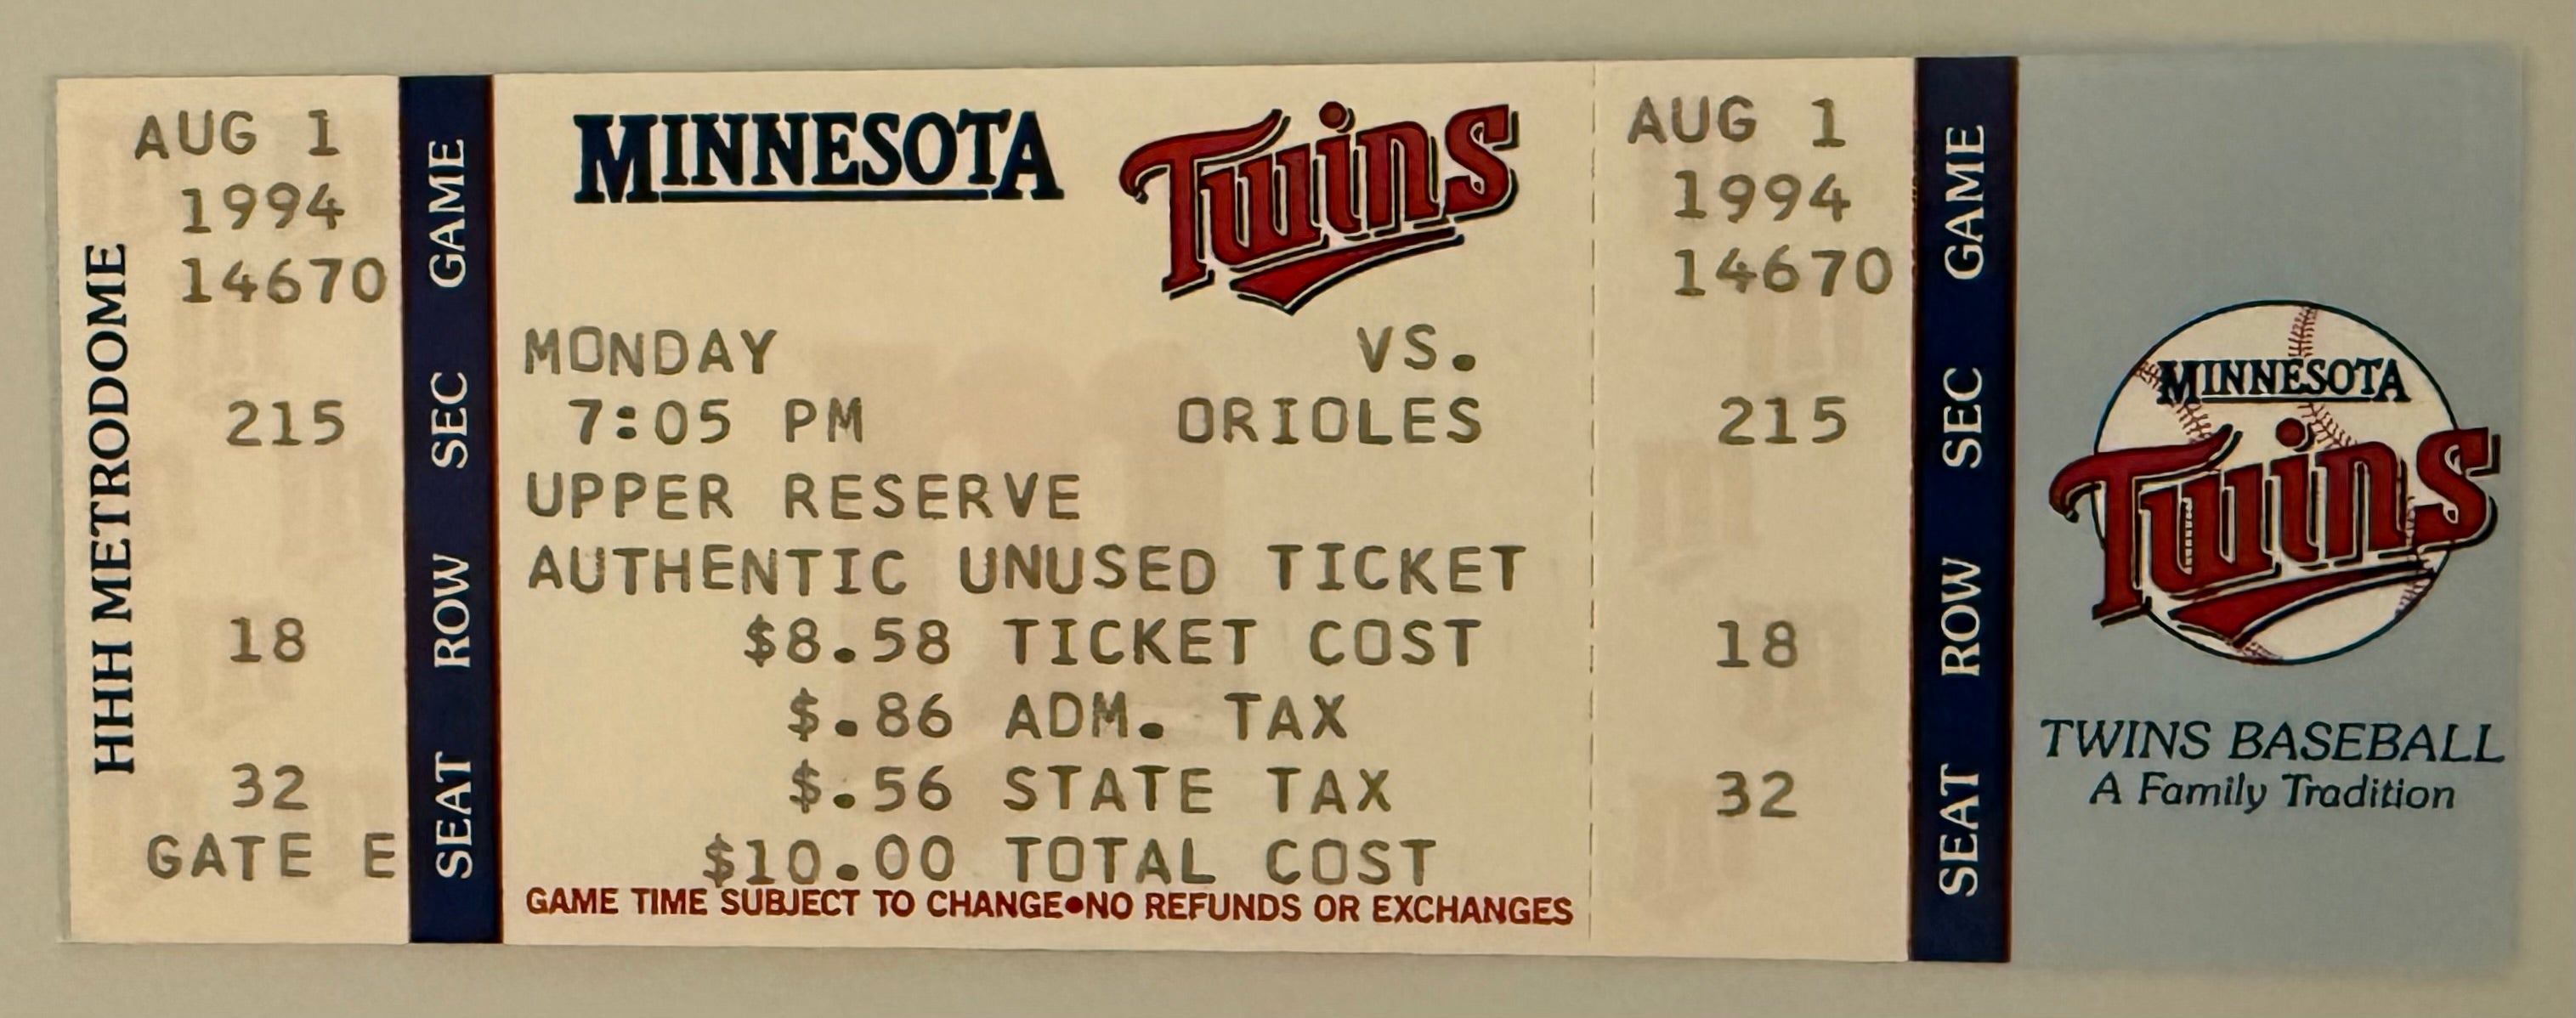 HHH METRODOME
AUG 1
1994
14670
215
18
32
GATE E
GAME
SEC
ROW
SEAT
MINNESOTA Twins
MONDAY VS.
7:05 PM ORIOLES
UPPER RESERVE
AUTHENTIC UNUSED TICKET
$8.58 TICKET COST
$.86 ADM. TAX
$.56 STATE TAX
$10.00 TOTAL COST
GAME TIME SUBJECT TO CHANGE•NO REFUNDS OR EXCHANGES
AUG 1
1994
14670
215
18
32
GAME
SEC
ROW
SEAT
MINNESOTA
Twins
TWINS BASEBALL
A Family Tradition